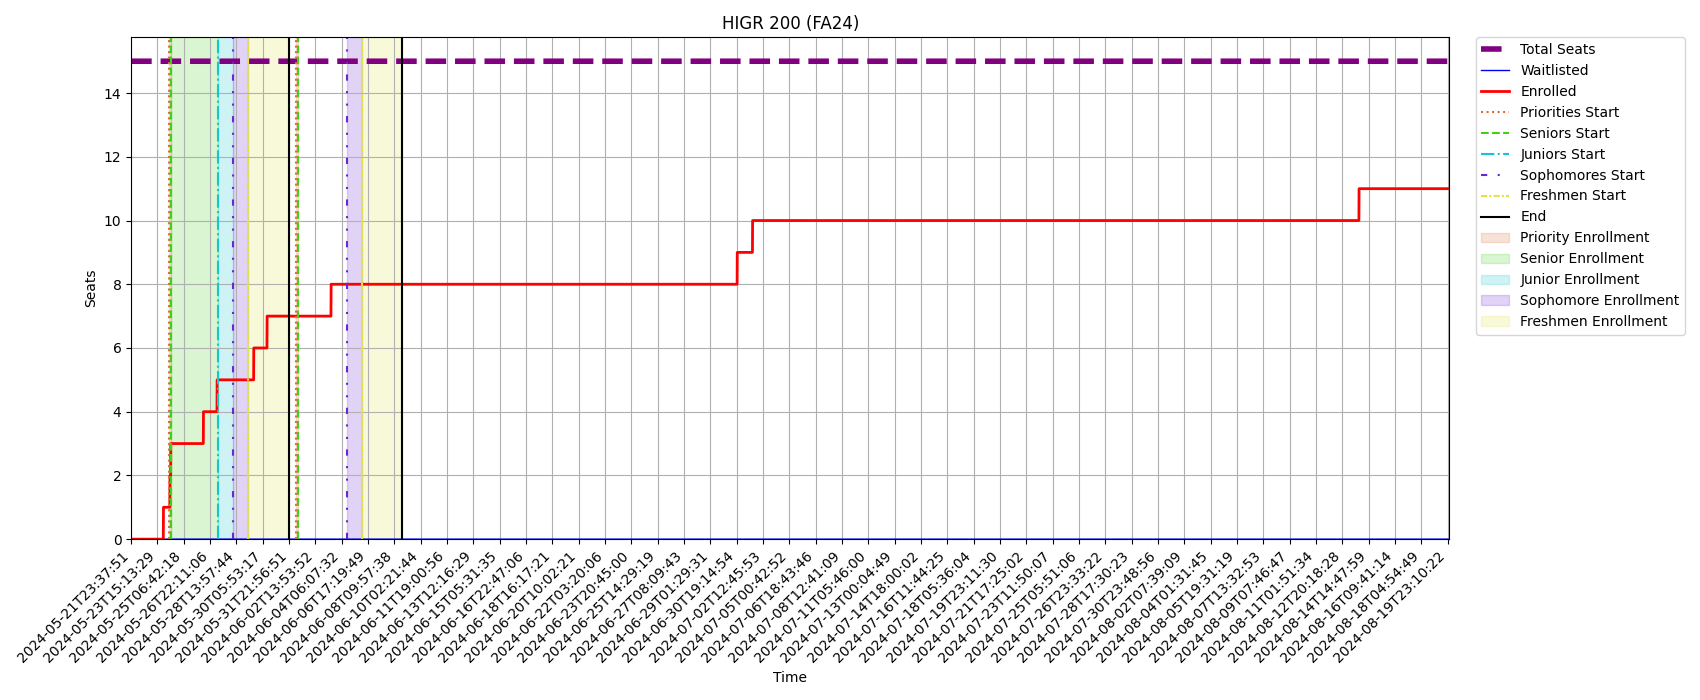 HIGR 200 (FA24)
Seats
14
12
10
8
6
4
2
0
2024-05-21T23:37:51
2024-05-23T15:13:29
2024-05-25T06:42:18
2024-05-26T22:11:06
2024-05-28T13:57:44
2024-05-30T05:53:17
2024-05-31T21:56:51
2024-06-02T13:53:52
2024-06-04T06:07:32
2024-06-06T17:19:49
2024-06-08T09:57:38
2024-06-10T02:21:44
2024-06-11T19:00:56
2024-06-13T12:16:29
2024-06-15T05:31:35
2024-06-16T22:47:06
2024-06-18T16:17:21
2024-06-20T10:02:21
2024-06-22T03:20:06
2024-06-23T20:45:00
2024-06-25T14:29:19
2024-06-27T08:09:43
2024-06-29T01:29:31
2024-06-30T19:14:54
2024-07-02T12:45:53
2024-07-05T00:42:52
2024-07-06T18:43:46
2024-07-08T12:41:09
2024-07-11T05:46:00
2024-07-13T00:04:49
2024-07-14T18:00:02
2024-07-16T11:44:25
2024-07-18T05:36:04
2024-07-19T23:11:30
2024-07-21T17:25:02
2024-07-23T11:50:07
2024-07-25T05:51:06
2024-07-26T23:33:22
2024-07-28T17:30:23
2024-07-30T23:48:56
2024-08-02T07:39:09
2024-08-04T01:31:45
2024-08-05T19:31:19
2024-08-07T13:32:53
2024-08-09T07:46:47
2024-08-11T01:51:34
2024-08-12T20:18:28
2024-08-14T14:47:59
2024-08-16T09:41:14
2024-08-18T04:54:49
2024-08-19T23:10:22
Time
Total Seats
Waitlisted
Enrolled
Priorities Start
Seniors Start
Juniors Start
Sophomores Start
Freshmen Start
End
Priority Enrollment
Senior Enrollment
Junior Enrollment
Sophomore Enrollment
Freshmen Enrollment